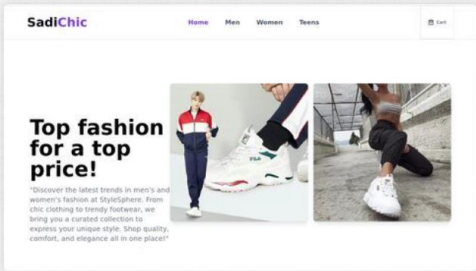 SadiChic
Home Men Women Teens
Cart
Top fashion
for a top
price!
"Discover the latest trends in men's and
women's fashion at StyleSphere. From
chic clothing to trendy footwear, we
bring you a curated collection to
express your unique style. Shop quality,
comfort, and elegance all in one place!"
FILA